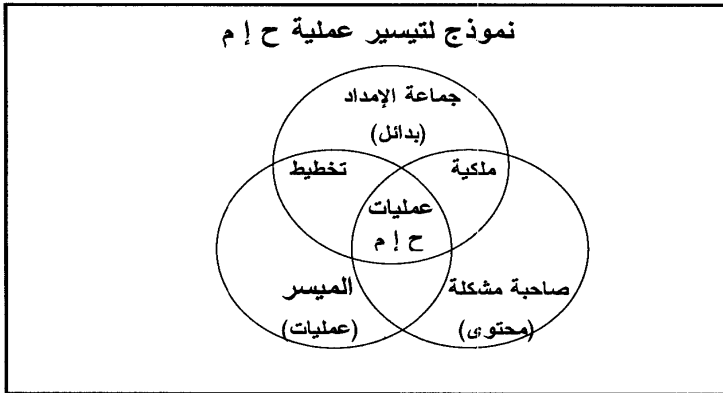 نموذج لتيسير عملية ح إ م
جماعة الإمداد
(بدائل)
ملكية
تخطيط
عمليات
ح إ م
صاحبة مشكلة
(محتوى)
الميسر
(عمليات)